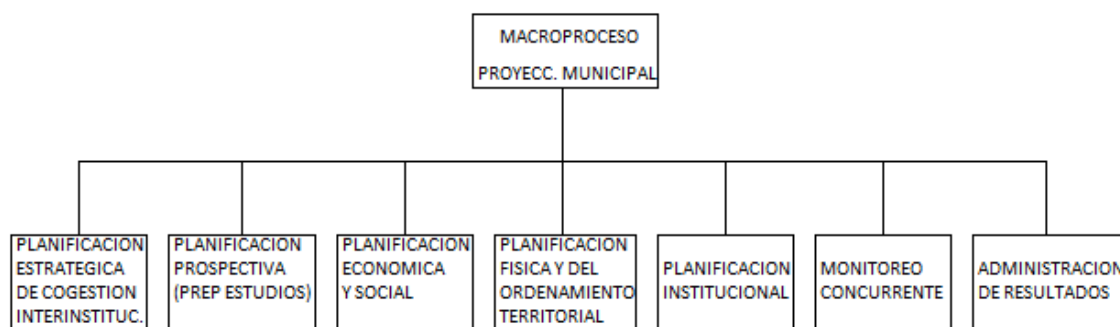 MACROPROCESO
PROYECC. MUNICIPAL
PLANIFICACION
ESTRATEGICA
DE COGESTION
INTERINSTITUC.
PLANIFICACION
PROSPECTIVA
(PREP ESTUDIOS)
PLANIFICACION
ECONOMICA
Y SOCIAL
PLANIFICACION
FISICA Y DEL
ORDENAMIENTO
TERRITORIAL
PLANIFICACION
INSTITUCIONAL
MONITOREO
CONCURRENTE
ADMINISTRACION
DE RESULTADOS